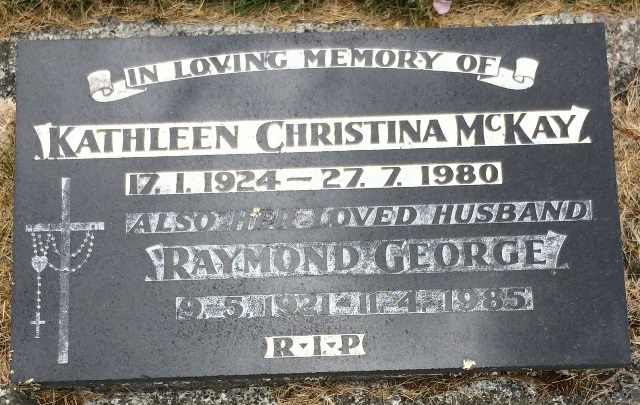 IN LOVING MEMORY OF
KATHLEEN CHRISTINA MCKAY
17. 1. 1924 — 27. 7. 1980
ALSO HER LOVED HUSBAND
RAYMOND GEORGE
9-5-1921-11-4-1985
R·I·P